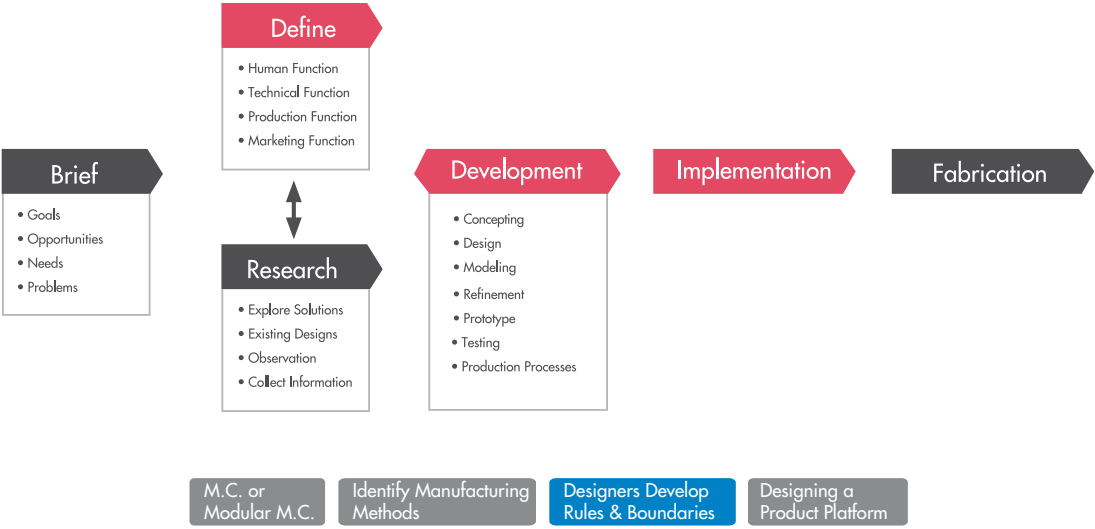 Define
• Human Function
• Technical Function
• Production Function
• Marketing Function
Brief
• Goals
• Opportunities
• Needs
• Problems
Research
• Explore Solutions
• Existing Designs
• Observation
• Collect Information
Development
• Concepting
• Design
• Modeling
• Refinement
• Prototype
• Testing
• Production Processes
Implementation
Fabrication
M.C. or
Modular M.C.
Identify Manufacturing
Methods
Designers Develop
Rules & Boundaries
Designing a
Product Platform